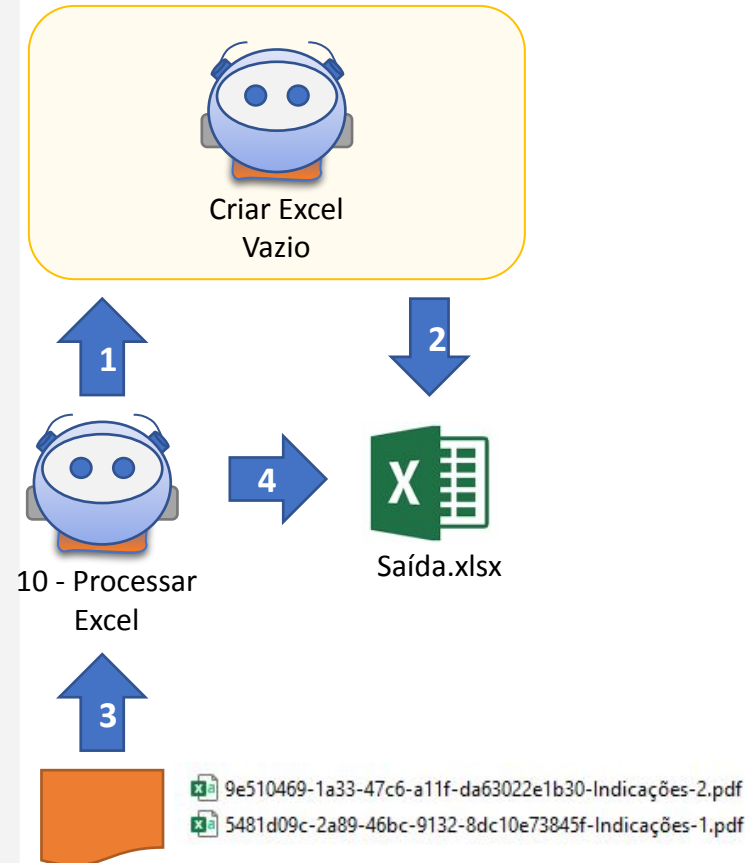 Criar Excel
Vazio
1
2
4
X
Saída.xlsx
10 - Processar
Excel
3
9e510469-1a33-47c6-a11f-da63022e1b30-Indicações-2.pdf
5481d09c-2a89-46bc-9132-8dc10e73845f-Indicações-1.pdf